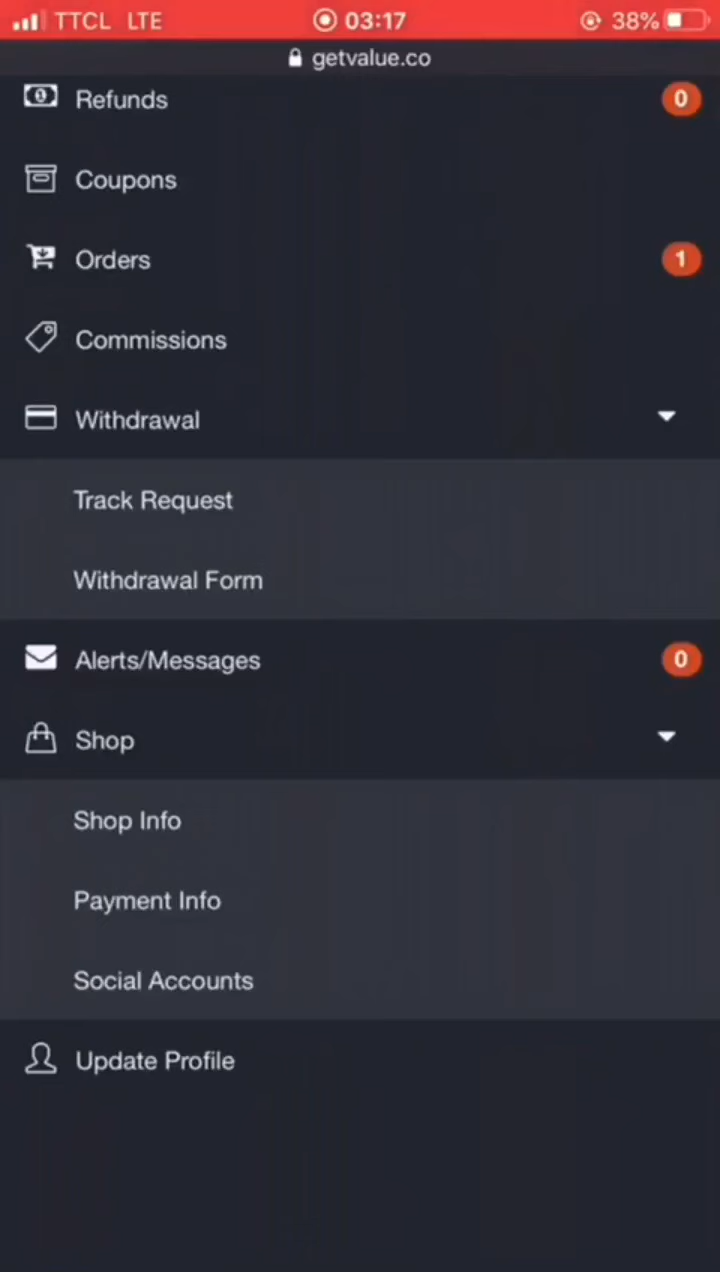 TTCL LTE 03:17 38%
getvalue.co
Refunds 0
Coupons
Orders 1
Commissions
Withdrawal
Track Request
Withdrawal Form
Alerts/Messages 0
Shop
Shop Info
Payment Info
Social Accounts
Update Profile